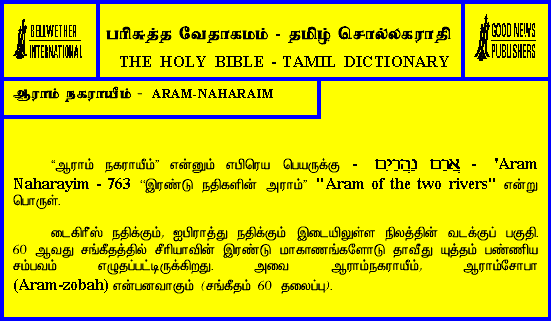 BELLWETHER
INTERNATIONAL
பரிசுத்த வேதாகமம் - தமிழ் சொல்லகராதி
THE HOLY BIBLE - TAMIL DICTIONARY
GOOD NEWS
PUBLISHERS
ஆராம் நகராயீம் - ARAM-NAHARAIM
“ஆராம் நகராயீம்” என்னும் எபிரெய பெயருக்கு - אֲרַם נַהֲרַיִם - 'Aram
Naharayim - 763 “இரண்டு நதிகளின் அராம்” "Aram of the two rivers" என்று
பொருள்.
டைகிரீஸ் நதிக்கும், ஐபிராத்து நதிக்கும் இடையிலுள்ள நிலத்தின் வடக்குப் பகுதி.
60 ஆவது சங்கீதத்தில் சீரியாவின் இரண்டு மாகாணங்களோடு தாவீது யுத்தம் பண்ணிய
சம்பவம் எழுதப்பட்டிருக்கிறது. அவை ஆராம்நகராயீம், ஆராம்சோபா
(Aram-zobah) என்பனவாகும் (சங்கீதம் 60 தலைப்பு).